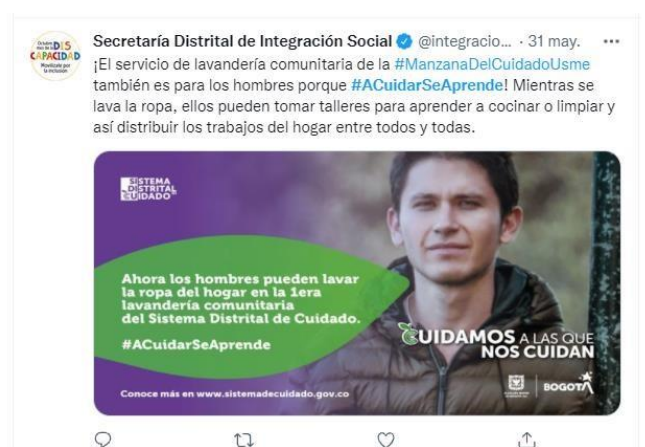 Secretaría Distrital de Integración Social @integracio... · 31 may. ...
¡El servicio de lavandería comunitaria de la #ManzanaDelCuidadoUsme
también es para los hombres porque #ACuidarSeAprende! Mientras se
lava la ropa, ellos pueden tomar talleres para aprender a cocinar o limpiar y
así distribuir los trabajos del hogar entre todos y todas.
DIS
CAPACIDAD
SISTEMA
DISTRITAL
CUIDADO
Ahora los hombres pueden lavar
la ropa del hogar en la 1era
lavandería comunitaria
del Sistema Distrital de Cuidado.
#ACuidarSeAprende
CUIDAMOS A LAS QUE
NOS CUIDAN
Conoce más en www.sistemadecuidado.gov.co
BOGOTÁ